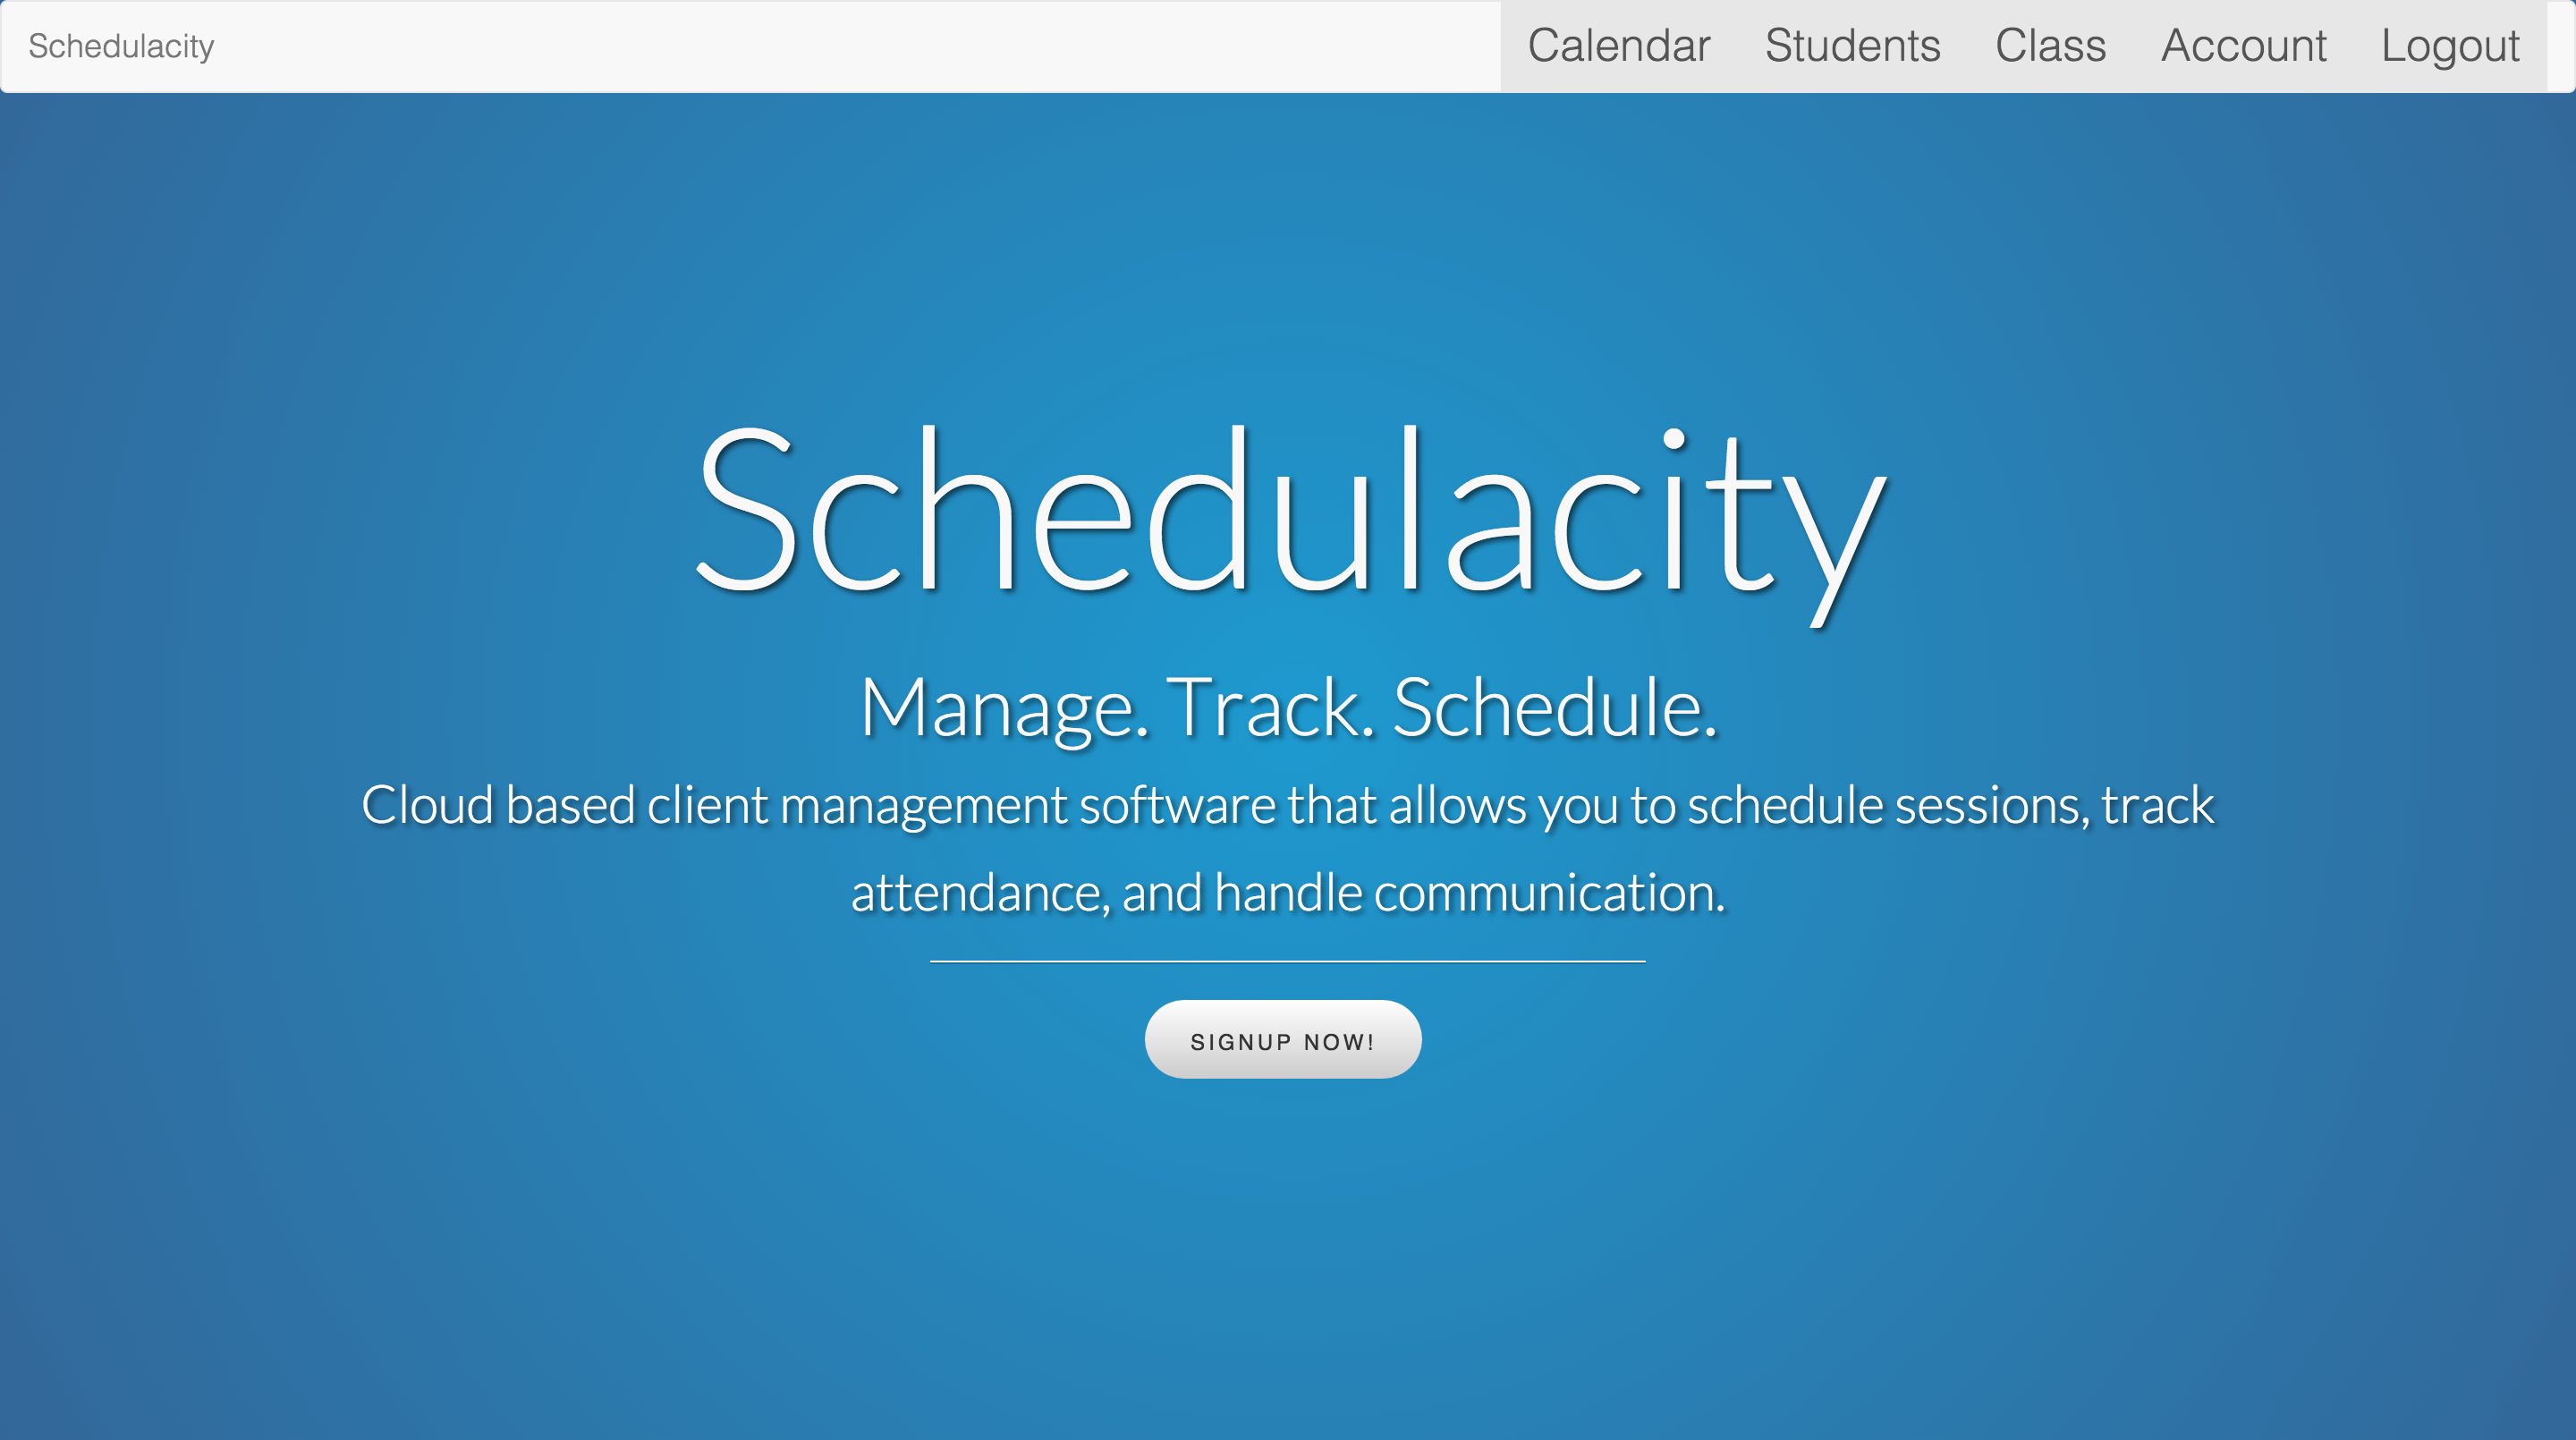 Schedulacity Calendar Students Class Account Logout
Schedulacity
Manage. Track. Schedule.
Cloud based client management software that allows you to schedule sessions, track
attendance, and handle communication.
SIGNUP NOW!